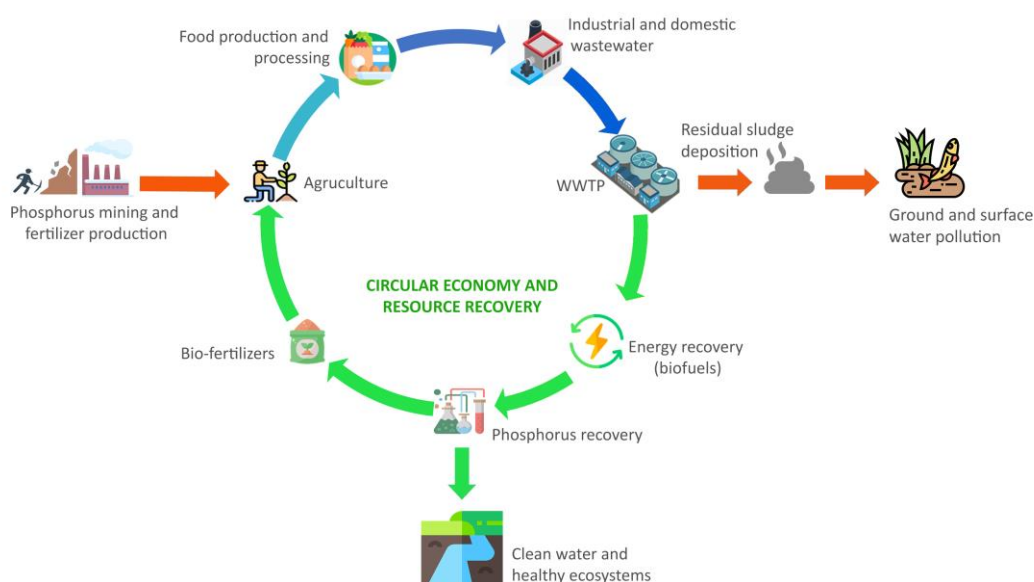 Food production and
processing
Industrial and domestic
wastewater
Residual sludge
deposition
WWTP
Agruculture
Phosphorus mining and
fertilizer production
Ground and surface
water pollution
CIRCULAR ECONOMY AND
RESOURCE RECOVERY
Bio-fertilizers
Energy recovery
(biofuels)
Phosphorus recovery
Clean water and
healthy ecosystems